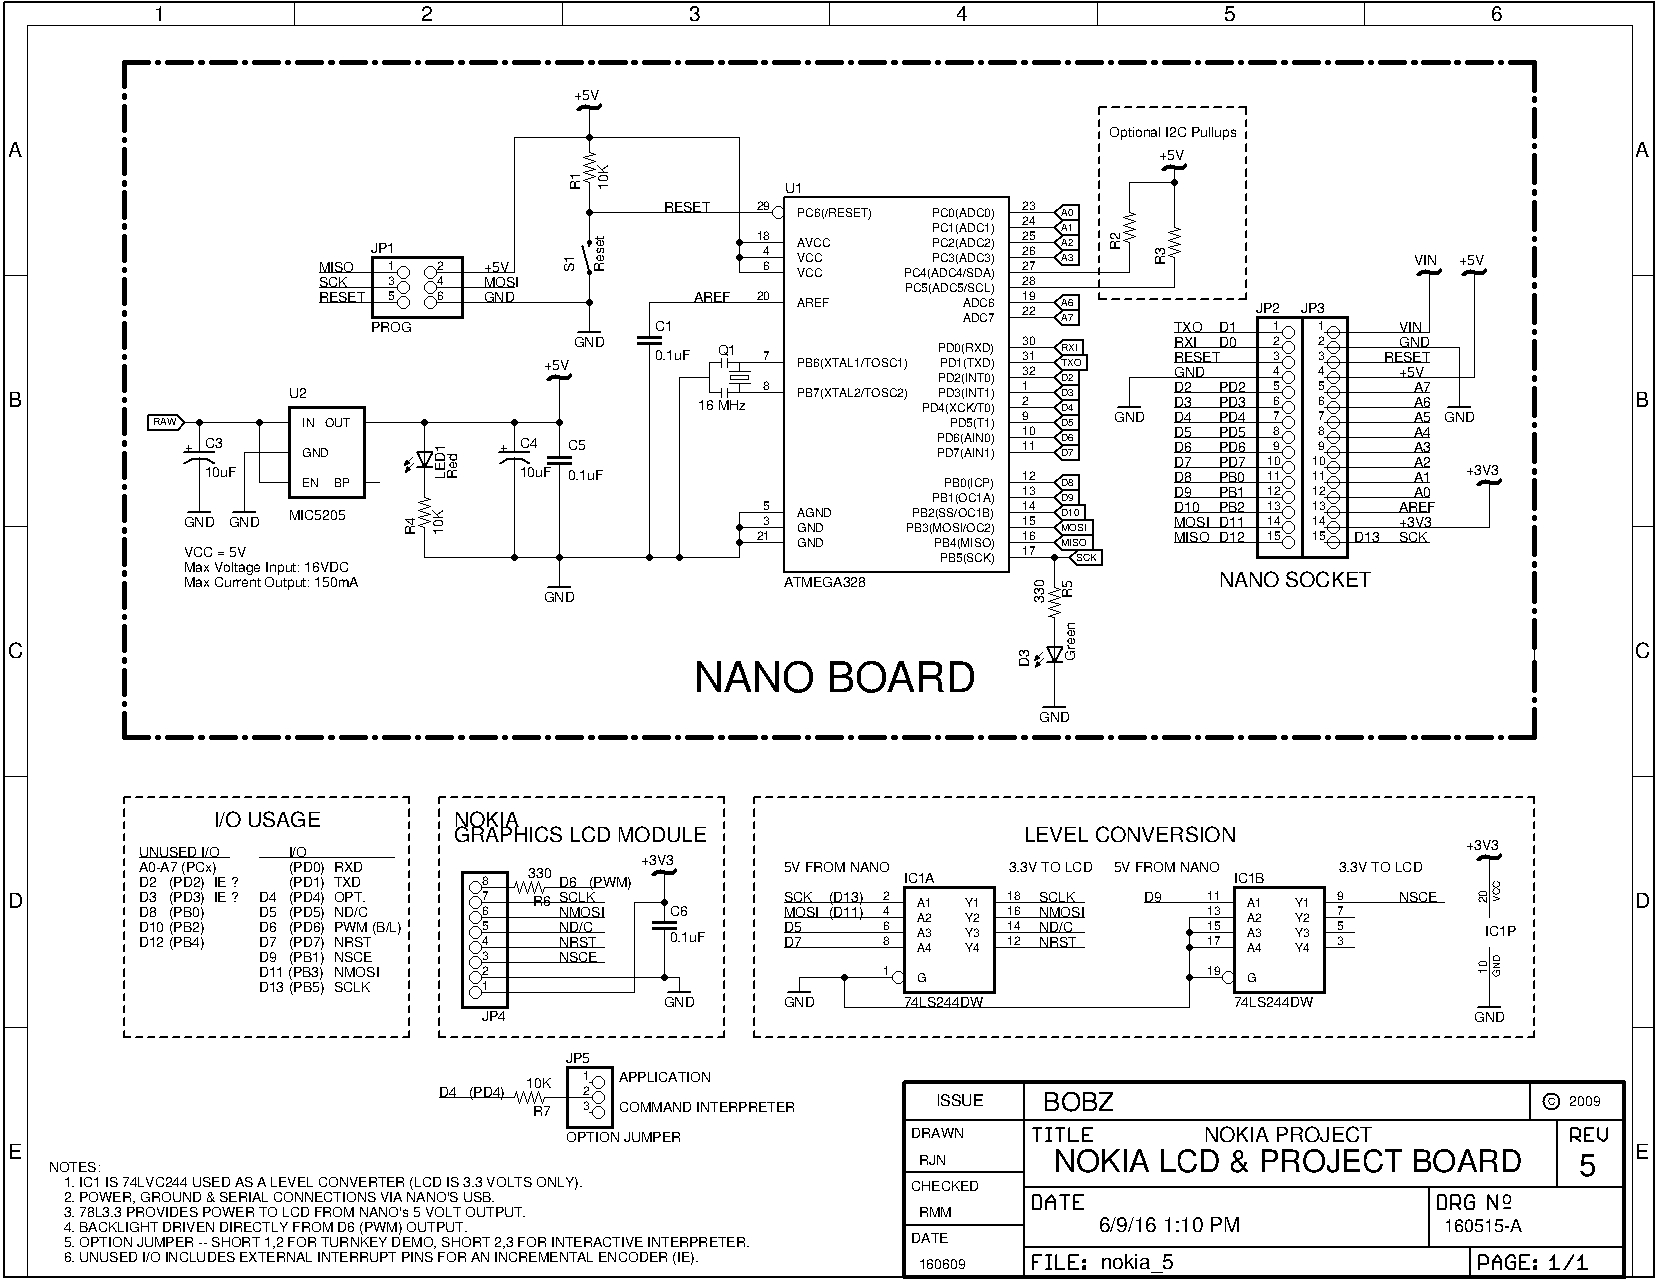 1 2 3 4 5 6
A A
B B
C C
D D
E E
+5V
R1 10K
RESET
S1 Reset
GND
JP1
MISO 1 2 +5V
SCK 3 4 MOSI
RESET 5 6 GND
PROG
AREF
C1
0.1uF
Q1
16 MHz
U1
29 PC6(/RESET)
18 AVCC
4 VCC
6 VCC
20 AREF
7 PB6(XTAL1/TOSC1)
8 PB7(XTAL2/TOSC2)
5 AGND
3 GND
21 GND
PC0(ADC0) 23 A0
PC1(ADC1) 24 A1
PC2(ADC2) 25 A2
PC3(ADC3) 26 A3
PC4(ADC4/SDA) 27
PC5(ADC5/SCL) 28
ADC6 19 A6
ADC7 22 A7
PD0(RXD) 30 RXI
PD1(TXD) 31 TXO
PD2(INT0) 32 D2
PD3(INT1) 1 D3
PD4(XCK/T0) 2 D4
PD5(T1) 9 D5
PD6(AIN0) 10 D6
PD7(AIN1) 11 D7
PB0(ICP) 12 D8
PB1(OC1A) 13 D9
PB2(SS/OC1B) 14 D10
PB3(MOSI/OC2) 15 MOSI
PB4(MISO) 16 MISO
PB5(SCK) 17 SCK
ATMEGA328
330 R5
D3 Green
GND
Optional I2C Pullups
+5V
R2
R3
U2
RAW
IN OUT
GND
EN BP
MIC5205
+
C3
10uF
GND
GND
LED1
Red
R4 10K
+
C4
10uF
C5
0.1uF
+5V
GND
VCC = 5V
Max Voltage Input: 16VDC
Max Current Output: 150mA
VIN +5V
JP2 JP3
TXO D1 1 1 VIN
RXI D0 2 2 GND
RESET 3 3 RESET
GND 4 4 +5V
D2 PD2 5 5 A7
D3 PD3 6 6 A6
D4 PD4 7 7 A5
D5 PD5 8 8 A4
D6 PD6 9 9 A3
D7 PD7 10 10 A2
D8 PB0 11 11 A1
D9 PB1 12 12 A0
D10 PB2 13 13 AREF
MOSI D11 14 14 +3V3
MISO D12 15 15 D13 SCK
GND
GND
+3V3
NANO SOCKET
NANO BOARD
I/O USAGE
UNUSED I/O I/O
A0-A7 (PCx) (PD0) RXD
D2 (PD2) IE ? (PD1) TXD
D3 (PD3) IE ? D4 (PD4) OPT.
D8 (PB0) D5 (PD5) ND/C
D10 (PB2) D6 (PD6) PWM (B/L)
D12 (PB4) D7 (PD7) NRST
D9 (PB1) NSCE
D11 (PB3) NMOSI
D13 (PB5) SCLK
NOKIA
GRAPHICS LCD MODULE
+3V3
330
R6
8 D6 (PWM)
7 SCLK
6 NMOSI
5 ND/C
4 NRST
3 NSCE
2
1
C6
0.1uF
GND
JP4
LEVEL CONVERSION
5V FROM NANO 3.3V TO LCD 5V FROM NANO 3.3V TO LCD
IC1A
SCK (D13) 2 A1 Y1 18 SCLK
MOSI (D11) 4 A2 Y2 16 NMOSI
D5 6 A3 Y3 14 ND/C
D7 8 A4 Y4 12 NRST
1 G
GND
74LS244DW
IC1B
D9 11 A1 Y1 9 NSCE
13 A2 Y2 7
15 A3 Y3 5
17 A4 Y4 3
19 G
74LS244DW
+3V3
20 VCC
IC1P
10 GND
GND
JP5
D4 (PD4) 10K
R7
1 APPLICATION
2
3 COMMAND INTERPRETER
OPTION JUMPER
NOTES:
1. IC1 IS 74LVC244 USED AS A LEVEL CONVERTER (LCD IS 3.3 VOLTS ONLY).
2. POWER, GROUND & SERIAL CONNECTIONS VIA NANO'S USB.
3. 78L3.3 PROVIDES POWER TO LCD FROM NANO's 5 VOLT OUTPUT.
4. BACKLIGHT DRIVEN DIRECTLY FROM D6 (PWM) OUTPUT.
5. OPTION JUMPER -- SHORT 1,2 FOR TURNKEY DEMO, SHORT 2,3 FOR INTERACTIVE INTERPRETER.
6. UNUSED I/O INCLUDES EXTERNAL INTERRUPT PINS FOR AN INCREMENTAL ENCODER (IE).
ISSUE BOBZ © 2009
DRAWN
RJN
TITLE NOKIA PROJECT
NOKIA LCD & PROJECT BOARD
REV
5
CHECKED
RMM
DATE
6/9/16 1:10 PM
DRG Nº
160515-A
DATE
160609
FILE: nokia_5
PAGE: 1/1